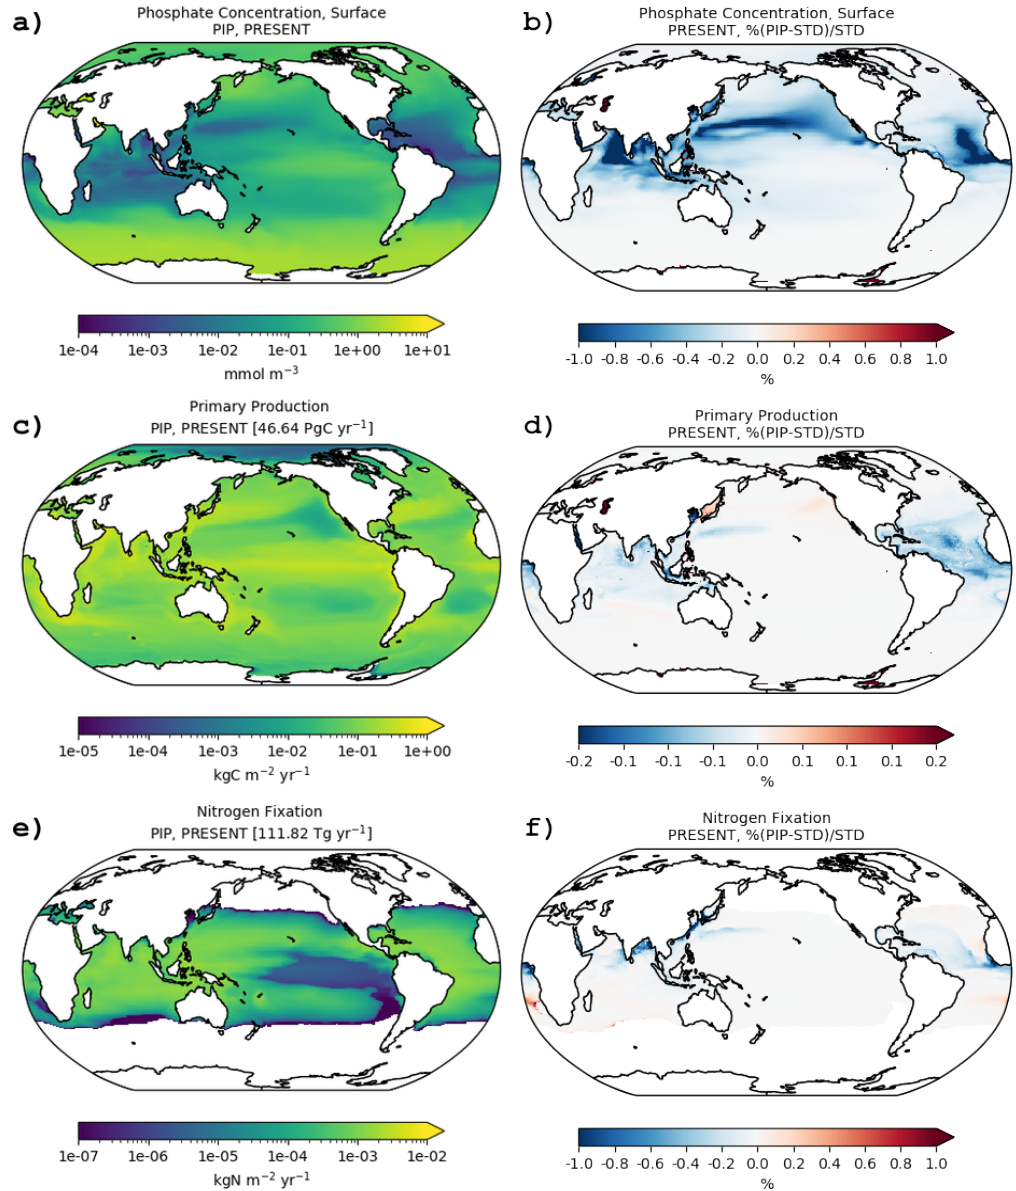 a)
Phosphate Concentration, Surface
PIP, PRESENT
1e-04 1e-03 1e-02 1e-01 1e+00 1e+01
mmol m⁻³
b)
Phosphate Concentration, Surface
PRESENT, %(PIP-STD)/STD
-1.0 -0.8 -0.6 -0.4 -0.2 0.0 0.2 0.4 0.6 0.8 1.0
%
c)
Primary Production
PIP, PRESENT [46.64 PgC yr⁻¹]
1e-05 1e-04 1e-03 1e-02 1e-01 1e+00
kgC m⁻² yr⁻¹
d)
Primary Production
PRESENT, %(PIP-STD)/STD
-0.2 -0.1 -0.1 -0.1 0.0 0.1 0.1 0.1 0.2
%
e)
Nitrogen Fixation
PIP, PRESENT [111.82 Tg yr⁻¹]
1e-07 1e-06 1e-05 1e-04 1e-03 1e-02
kgN m⁻² yr⁻¹
f)
Nitrogen Fixation
PRESENT, %(PIP-STD)/STD
-1.0 -0.8 -0.6 -0.4 -0.2 0.0 0.2 0.4 0.6 0.8 1.0
%